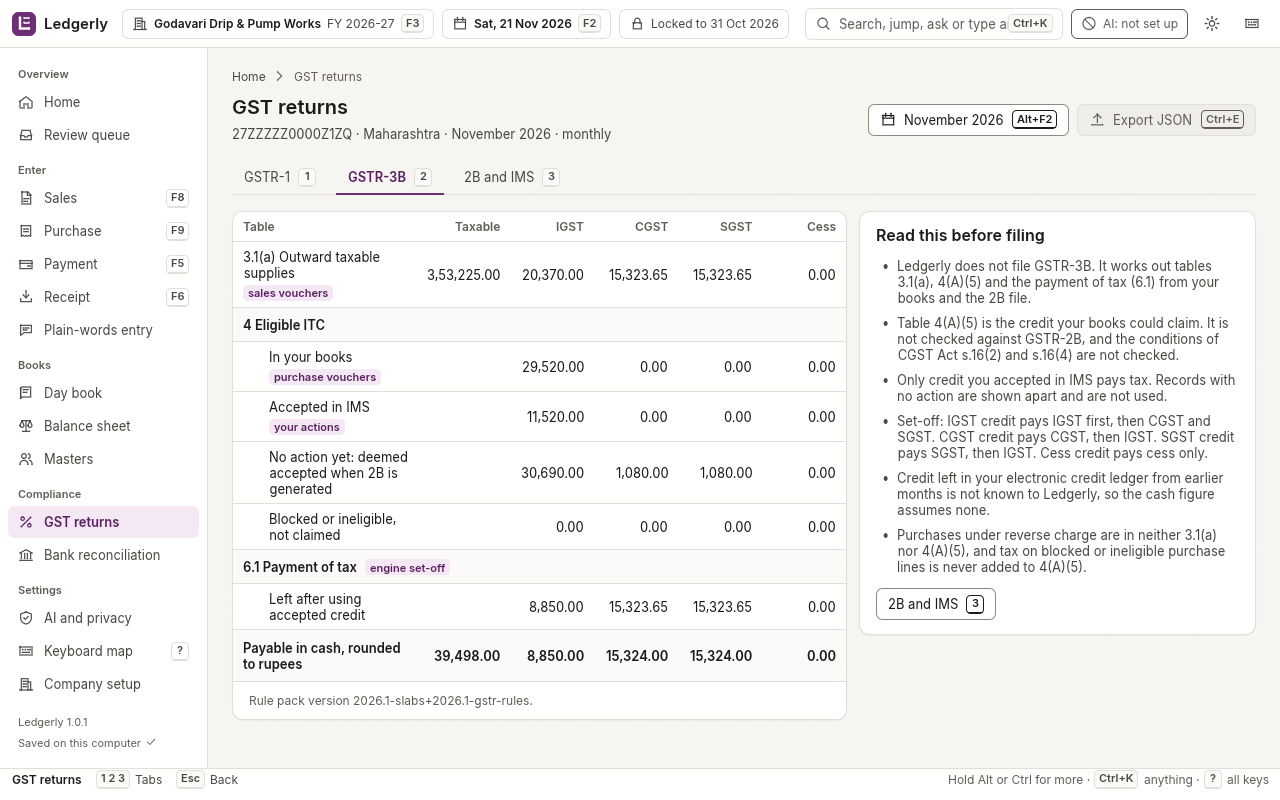 Ledgerly
Godavari Drip & Pump Works FY 2026-27 F3
Sat, 21 Nov 2026 F2
Locked to 31 Oct 2026
Search, jump, ask or type a Ctrl+K
AI: not set up
Overview
Home
Review queue
Enter
Sales F8
Purchase F9
Payment F5
Receipt F6
Plain-words entry
Books
Day book
Balance sheet
Masters
Compliance
GST returns
Bank reconciliation
Settings
AI and privacy
Keyboard map ?
Company setup
Ledgerly 1.0.1
Saved on this computer
Home > GST returns
GST returns
27ZZZZZ0000Z1ZQ · Maharashtra · November 2026 · monthly
November 2026 Alt+F2
Export JSON Ctrl+E
GSTR-1 1 GSTR-3B 2 2B and IMS 3
Table Taxable IGST CGST SGST Cess
3.1(a) Outward taxable
supplies 3,53,225.00 20,370.00 15,323.65 15,323.65 0.00
sales vouchers
4 Eligible ITC
In your books 29,520.00 0.00 0.00 0.00
purchase vouchers
Accepted in IMS 11,520.00 0.00 0.00 0.00
your actions
No action yet: deemed
accepted when 2B is 30,690.00 1,080.00 1,080.00 0.00
generated
Blocked or ineligible,
not claimed 0.00 0.00 0.00 0.00
6.1 Payment of tax engine set-off
Left after using
accepted credit 8,850.00 15,323.65 15,323.65 0.00
Payable in cash, rounded
to rupees 39,498.00 8,850.00 15,324.00 15,324.00 0.00
Rule pack version 2026.1-slabs+2026.1-gstr-rules.
Read this before filing
• Ledgerly does not file GSTR-3B. It works out tables
3.1(a), 4(A)(5) and the payment of tax (6.1) from your
books and the 2B file.
• Table 4(A)(5) is the credit your books could claim. It is
not checked against GSTR-2B, and the conditions of
CGST Act s.16(2) and s.16(4) are not checked.
• Only credit you accepted in IMS pays tax. Records with
no action are shown apart and are not used.
• Set-off: IGST credit pays IGST first, then CGST and
SGST. CGST credit pays CGST, then IGST. SGST credit
pays SGST, then IGST. Cess credit pays cess only.
• Credit left in your electronic credit ledger from earlier
months is not known to Ledgerly, so the cash figure
assumes none.
• Purchases under reverse charge are in neither 3.1(a)
nor 4(A)(5), and tax on blocked or ineligible purchase
lines is never added to 4(A)(5).
2B and IMS 3
GST returns 1 2 3 Tabs Esc Back
Hold Alt or Ctrl for more · Ctrl+K anything · ? all keys